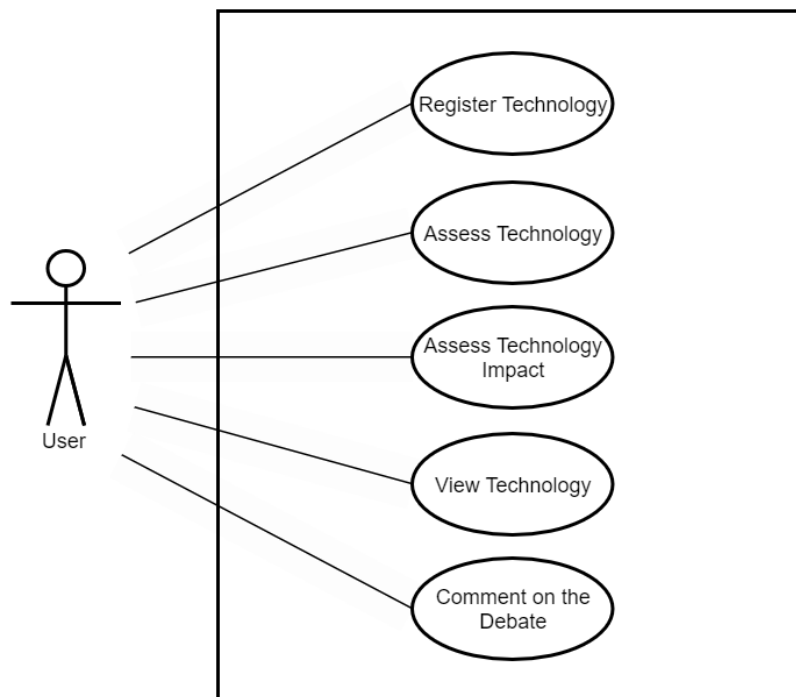 Register Technology
Assess Technology
Assess Technology
Impact
User
View Technology
Comment on the
Debate